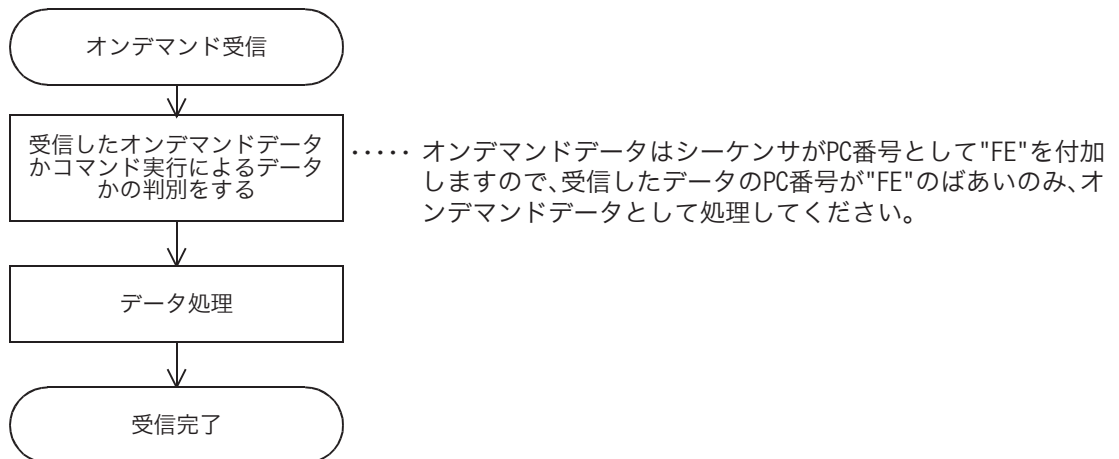 オンデマンド受信
受信したオンデマンドデータ
かコマンド実行によるデータ
かの判別をする
····· オンデマンドデータはシーケンサがPC番号として"FE"を付加
しますので､受信したデータのPC番号が"FE"のばあいのみ､オ
ンデマンドデータとして処理してください。
データ処理
受信完了